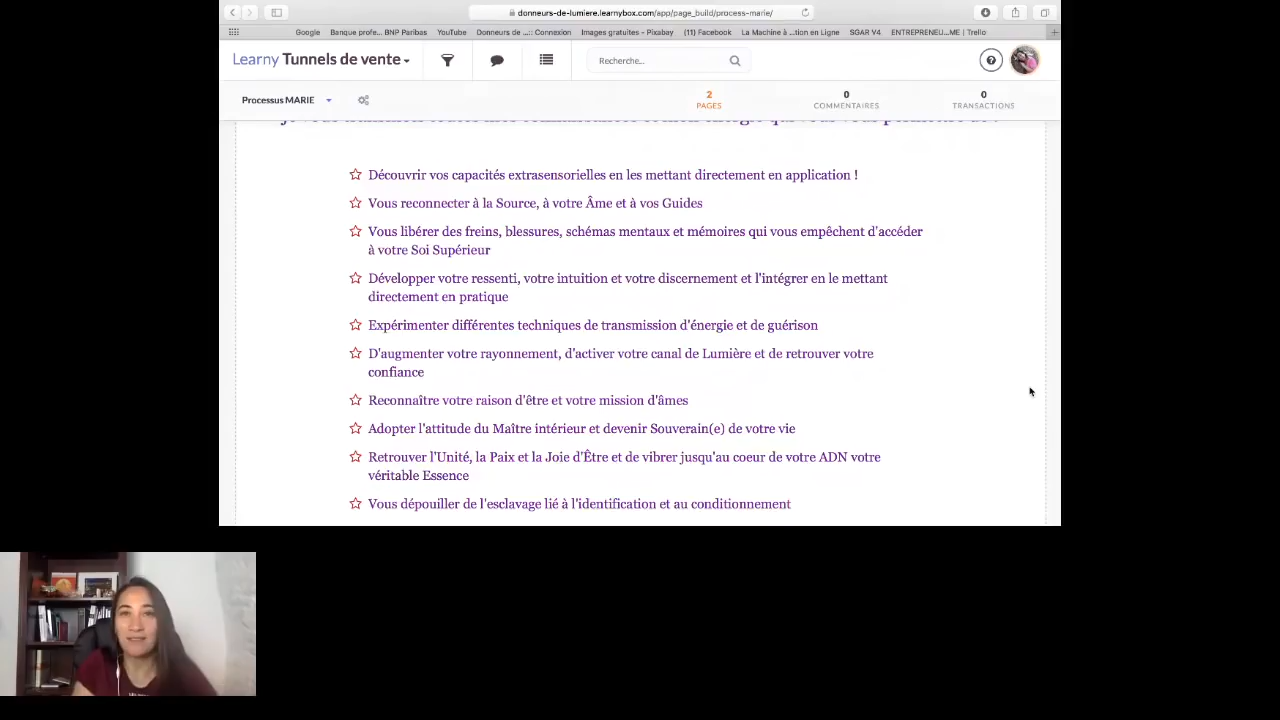 donneurs-de-lumiere.learnybox.com/app/page_build/process-marie/
Google Banque profe... BNP Paribas YouTube Donneurs de ...:: Connexion Images gratuites - Pixabay (11) Facebook La Machine à ...tion en Ligne SGAR V4 ENTREPRENEU...ME | Trello
Learny Tunnels de vente
Recherche...
Processus MARIE
2 0 0
PAGES COMMENTAIRES TRANSACTIONS
Découvrir vos capacités extrasensorielles en les mettant directement en application !
Vous reconnecter à la Source, à votre Âme et à vos Guides
Vous libérer des freins, blessures, schémas mentaux et mémoires qui vous empêchent d'accéder
à votre Soi Supérieur
Développer votre ressenti, votre intuition et votre discernement et l'intégrer en le mettant
directement en pratique
Expérimenter différentes techniques de transmission d'énergie et de guérison
D'augmenter votre rayonnement, d'activer votre canal de Lumière et de retrouver votre
confiance
Reconnaître votre raison d'être et votre mission d'âmes
Adopter l'attitude du Maître intérieur et devenir Souverain(e) de votre vie
Retrouver l'Unité, la Paix et la Joie d'Être et de vibrer jusqu'au coeur de votre ADN votre
véritable Essence
Vous dépouiller de l'esclavage lié à l'identification et au conditionnement